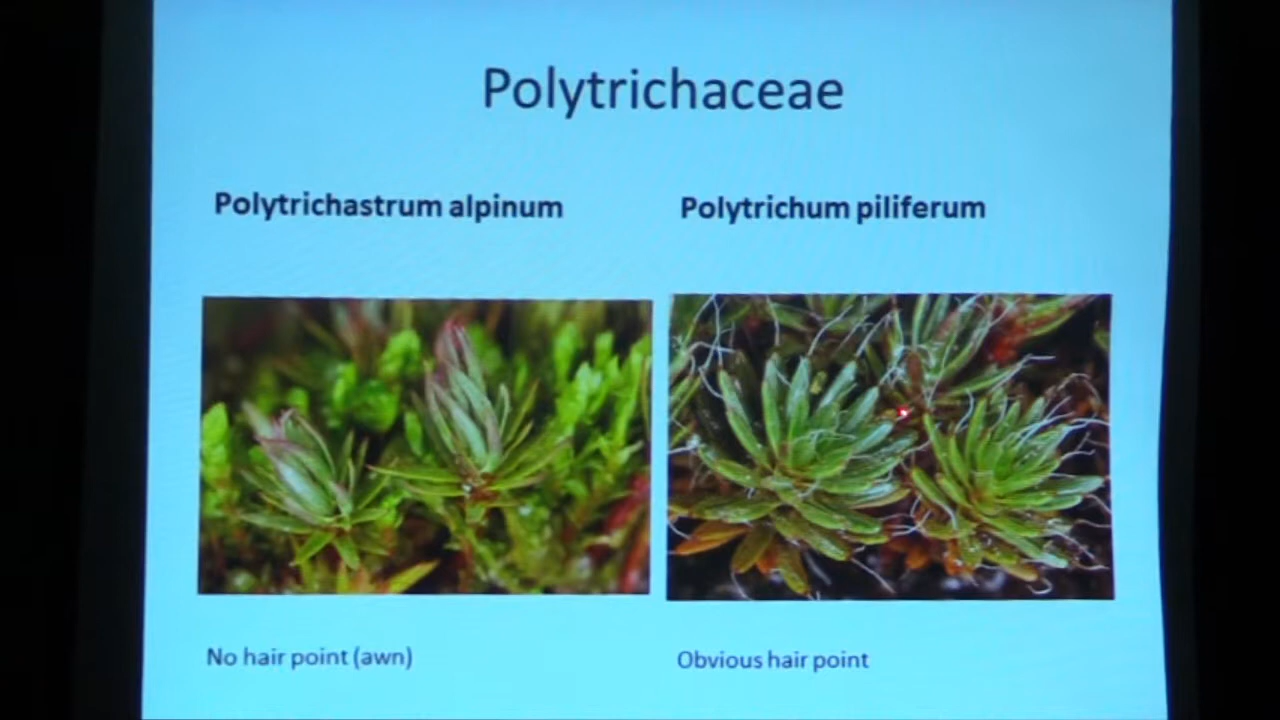 Polytrichaceae
Polytrichastrum alpinum
Polytrichum piliferum
No hair point (awn)
Obvious hair point